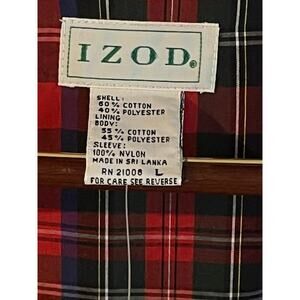 IZOD®
SHELL:
60% COTTON
40% POLYESTER
LINING
BODY:
55% COTTON
45% POLYESTER
SLEEVE:
100% NYLON
MADE IN SRI LANKA
RN 21006 L
FOR CARE SEE REVERSE